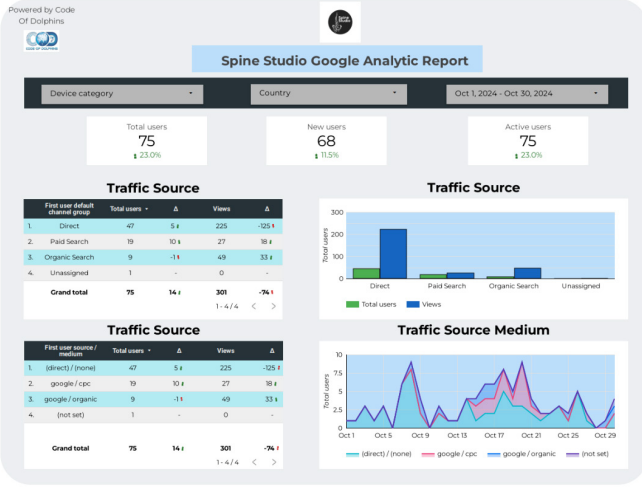 Powered by Code
Of Dolphins
CODE OF DOLPHINS
Spine
Studio
Spine Studio Google Analytic Report
Device category
Country
Oct 1, 2024 - Oct 30, 2024
Total users
75
23.0%
New users
68
11.5%
Active users
75
23.0%
Traffic Source
First user default
channel group Total users Δ Views Δ
1. Direct 47 5 225 -125
2. Paid Search 19 10 27 18
3. Organic Search 9 -1 49 33
4. Unassigned 1 - 0 -
Grand total 75 14 301 -74
1 - 4 / 4 < >
Traffic Source
300
200
100
0
Total users
Direct Paid Search Organic Search Unassigned
Total users Views
Traffic Source
First user source /
medium Total users Δ Views Δ
1. (direct) / (none) 47 5 225 -125
2. google / cpc 19 10 27 18
3. google / organic 9 -1 49 33
4. (not set) 1 - 0 -
Grand total 75 14 301 -74
1 - 4 / 4 < >
Traffic Source Medium
10
7.5
5
2.5
0
Total users
Oct 1 Oct 5 Oct 9 Oct 13 Oct 17 Oct 21 Oct 25 Oct 29
(direct) / (none) google / cpc google / organic (not set)